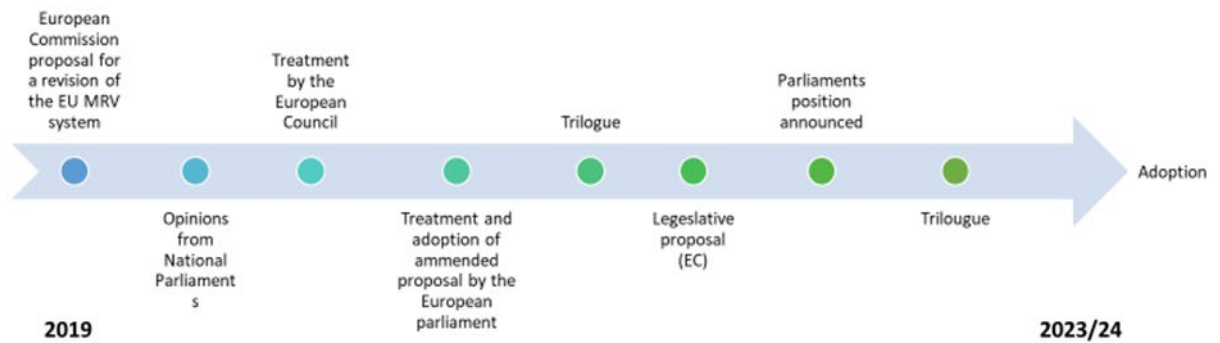 European
Commission
proposal for
a revision of
the EU MRV
system
Opinions
from
National
Parliament
s
Treatment
by the
European
Council
Treatment and
adoption of
ammended
proposal by the
European
parliament
Trilogue
Legeslative
proposal
(EC)
Parliaments
position
announced
Trilougue
Adoption
2019
2023/24